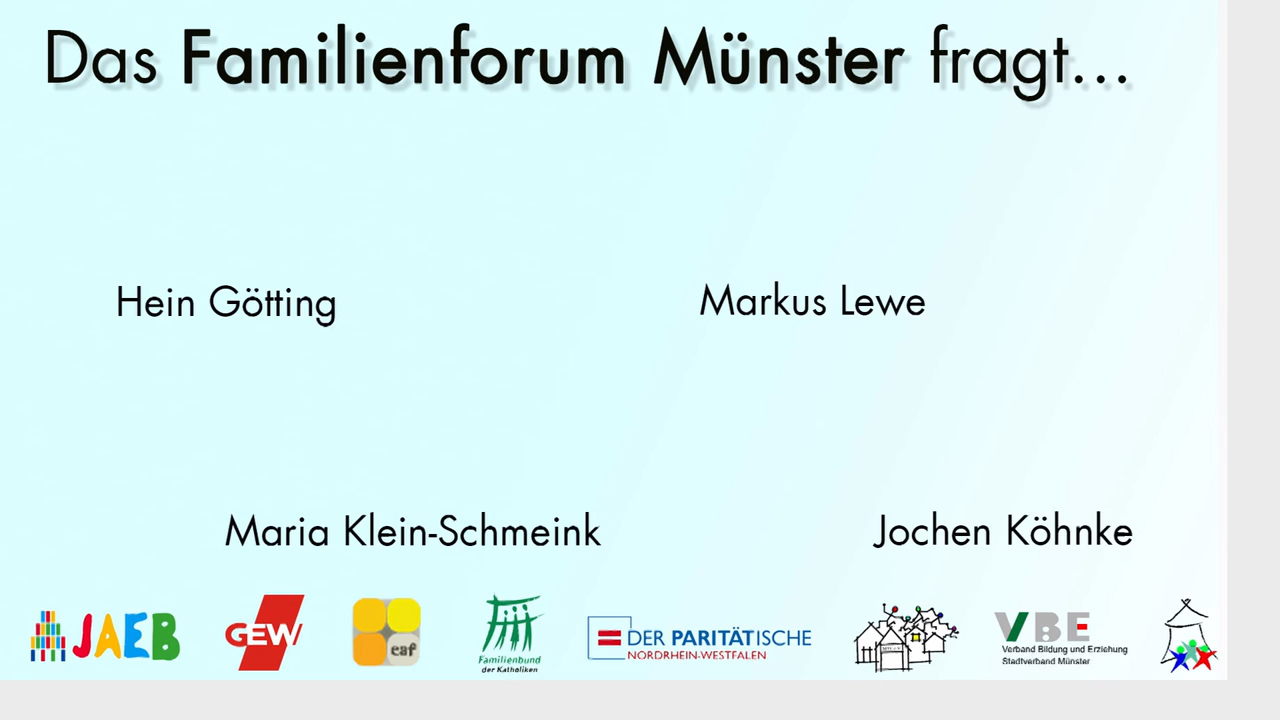 Das Familienforum Münster fragt...
Hein Götting
Markus Lewe
Maria Klein-Schmeink
Jochen Köhnke
JAEB
GEW
eaf
Familienbund
der Katholiken
DER PARITÄTISCHE
NORDRHEIN-WESTFALEN
VBE
Verband Bildung und Erziehung
Stadtverband Münster